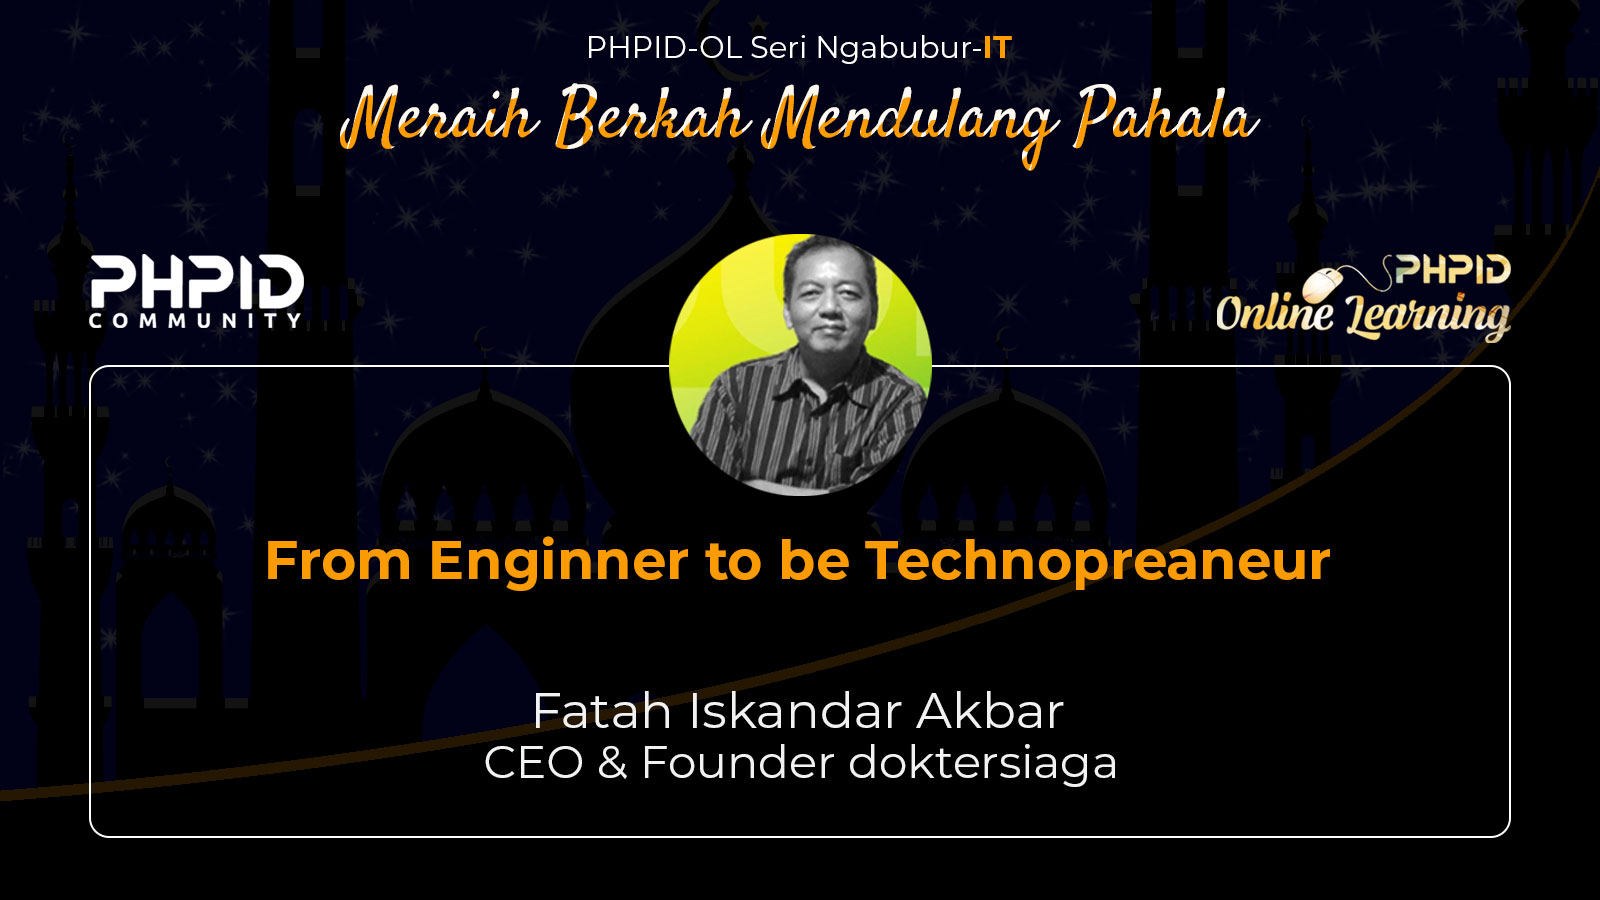 PHPID-OL Seri Ngabubur-IT
Meraih Berkah Mendulang Pahala
PHPID
COMMUNITY
PHPID
Online Learning
From Enginner to be Technopreaneur
Fatah Iskandar Akbar
CEO & Founder doktersiaga